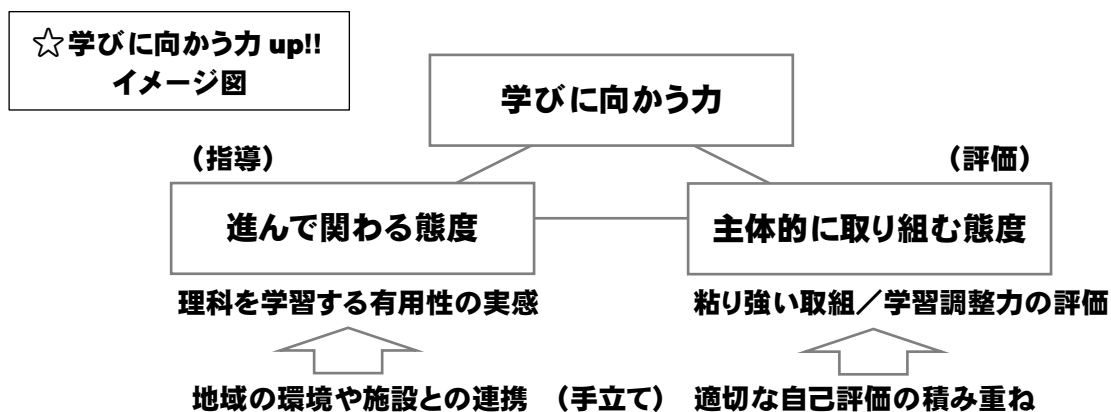 ☆学びに向かう力 up!!
イメージ図
学びに向かう力
（指導）
（評価）
進んで関わる態度
主体的に取り組む態度
理科を学習する有用性の実感
粘り強い取組／学習調整力の評価
地域の環境や施設との連携 （手立て） 適切な自己評価の積み重ね